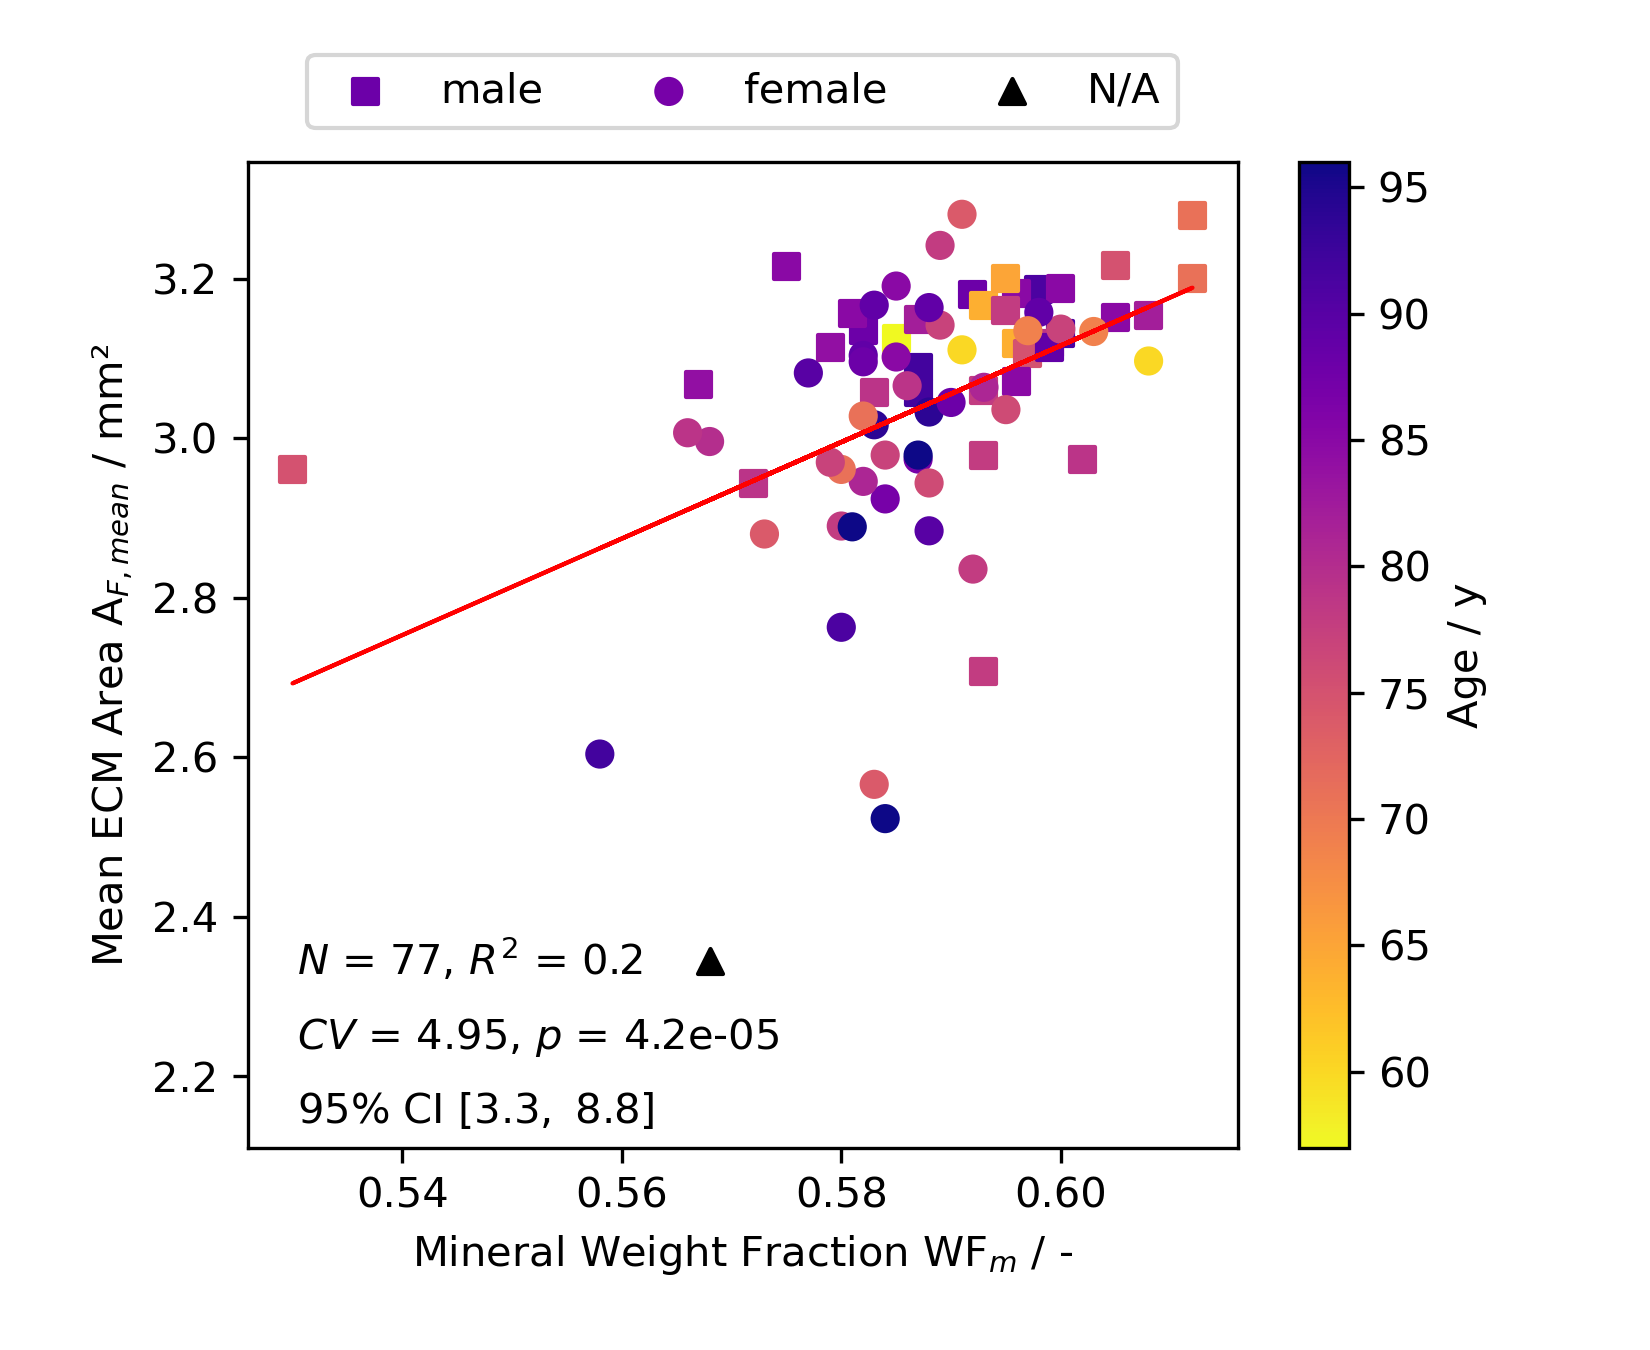 male female N/A
3.2
3.0
2.8
2.6
2.4
2.2
Mean ECM Area A_{F, mean} / mm²
N = 77, R² = 0.2
CV = 4.95, p = 4.2e-05
95% CI [3.3, 8.8]
0.54 0.56 0.58 0.60
Mineral Weight Fraction WF_m / -
95
90
85
80
75
70
65
60
Age / y